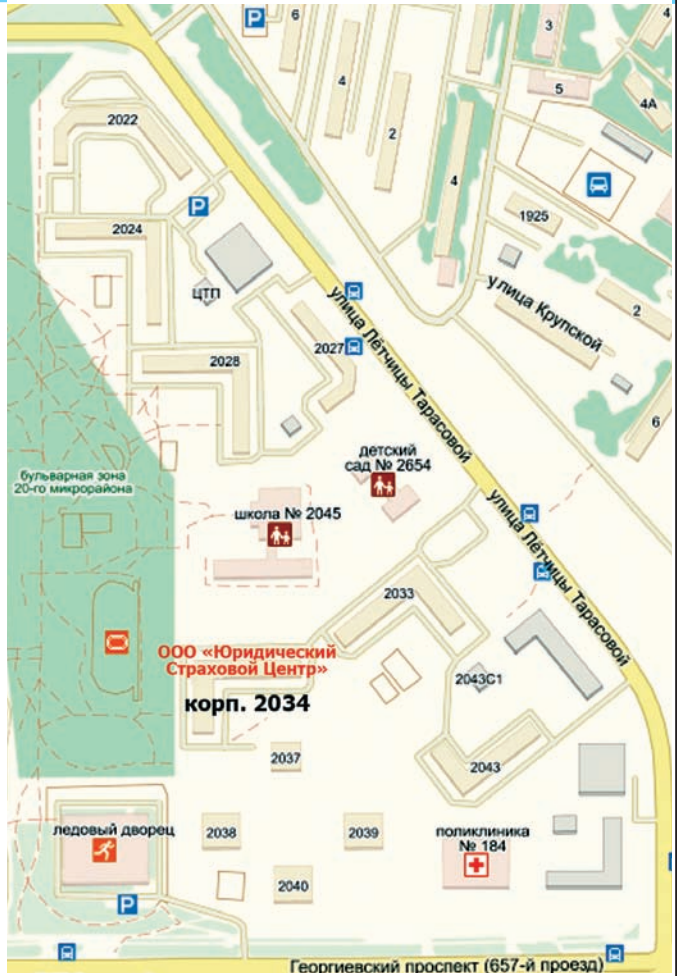 P
6
3
4
4
5
4А
2022
2
4
1925
P
2024
ЦТП
улица Крупской
2
2027
улица Лётчицы Тарасовой
2028
6
детский
сад № 2654
бульварная зона
20-го микрорайона
школа № 2045
улица Лётчицы Тарасовой
2033
ООО «Юридический
Страховой Центр»
2043С1
корп. 2034
2037
2043
ледовый дворец
2038
2039
поликлиника
№ 184
2040
P
Георгиевский проспект (657-й проезд)